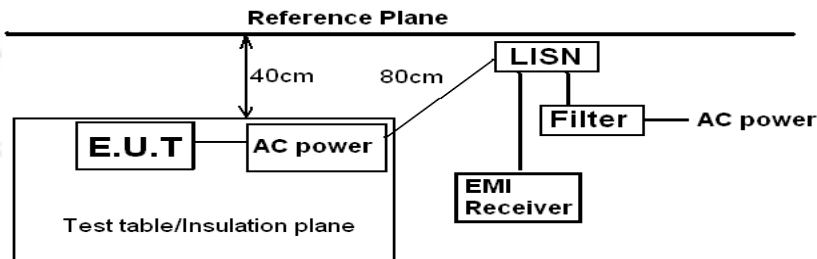 Reference Plane
LISN
40cm
80cm
Filter
AC power
E.U.T
AC power
EMI
Receiver
Test table/Insulation plane